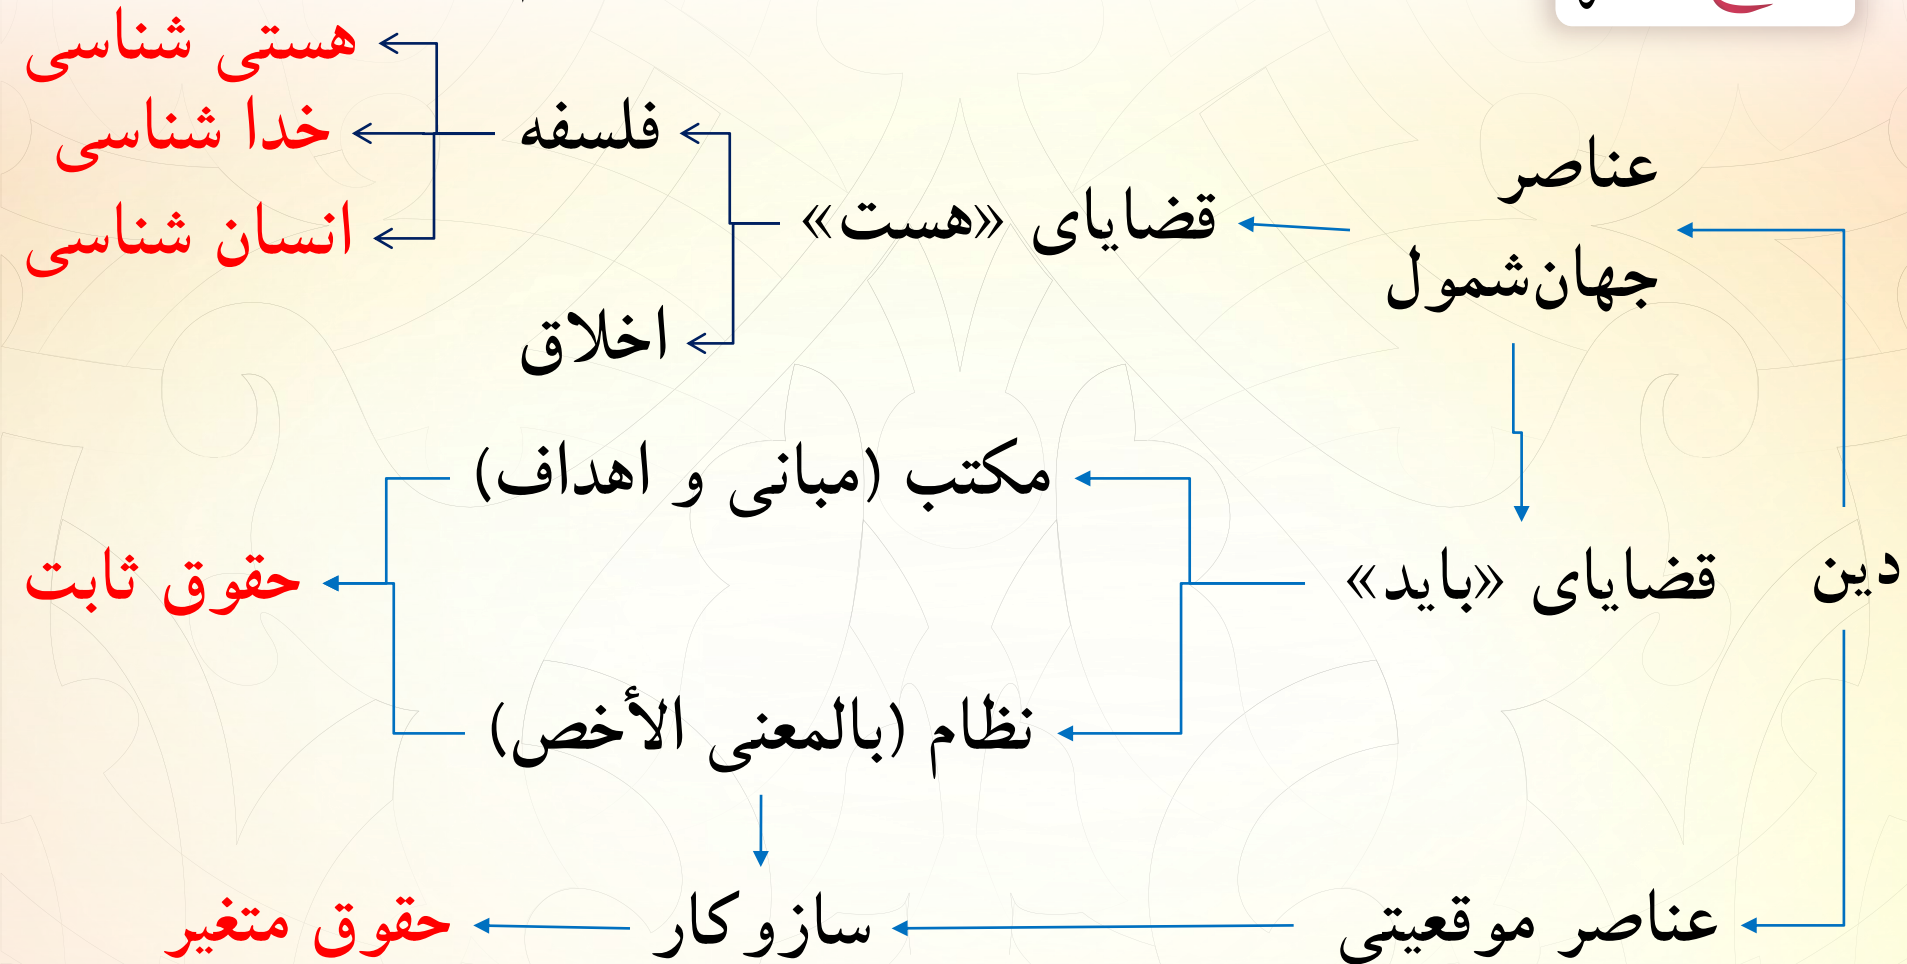 هستی شناسی
خدا شناسی
انسان شناسی
فلسفه
اخلاق
قضایای «هست»
عناصر
جهان‌شمول
مکتب (مبانی و اهداف)
حقوق ثابت
قضایای «باید»
دین
نظام (بالمعنی الأخص)
عناصر موقعیتی
سازوکار
حقوق متغیر